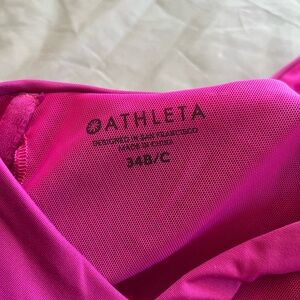 ATHLETA
DESIGNED IN SAN FRANCISCO
MADE IN CHINA
34B/C